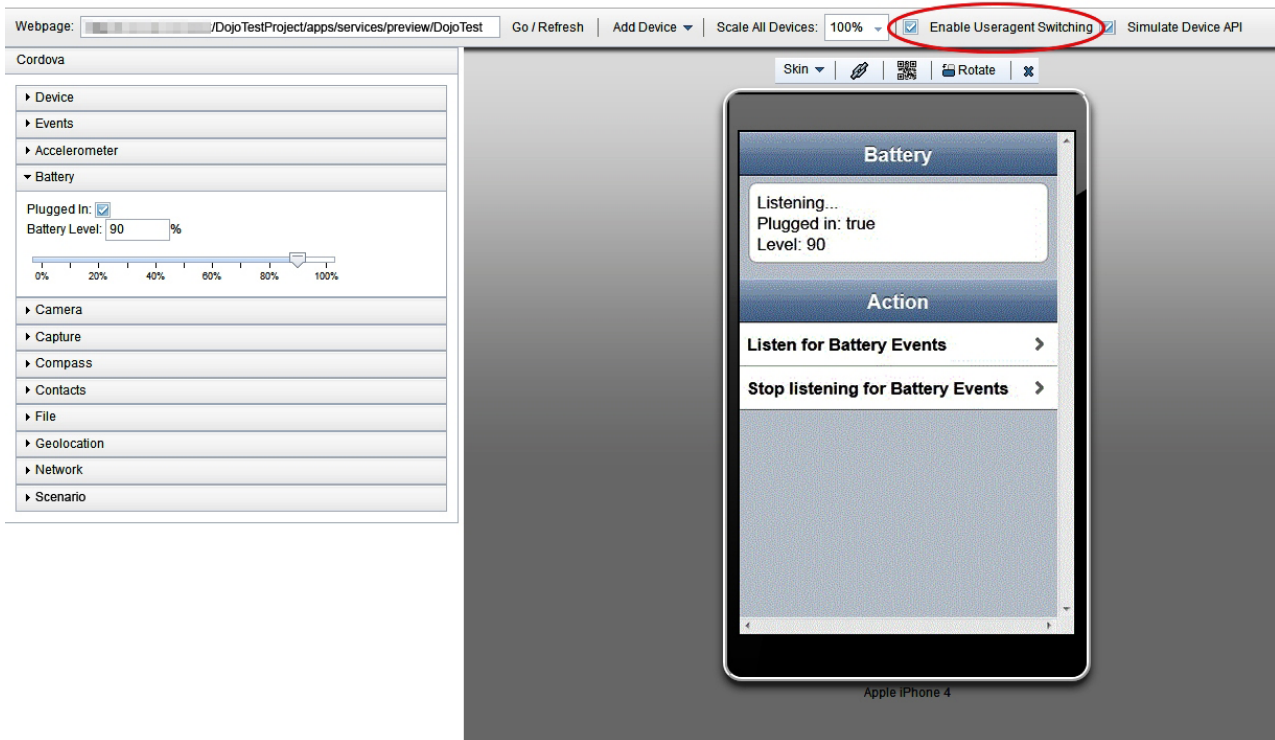 Webpage: /DojoTestProject/apps/services/preview/DojoTest Go / Refresh Add Device Scale All Devices: 100% Enable Useragent Switching Simulate Device API
Cordova
Skin Rotate
Device
Events
Accelerometer
Battery
Plugged In:
Battery Level: 90 %
0% 20% 40% 60% 80% 100%
Camera
Capture
Compass
Contacts
File
Geolocation
Network
Scenario
Battery
Listening...
Plugged in: true
Level: 90
Action
Listen for Battery Events
Stop listening for Battery Events
Apple iPhone 4